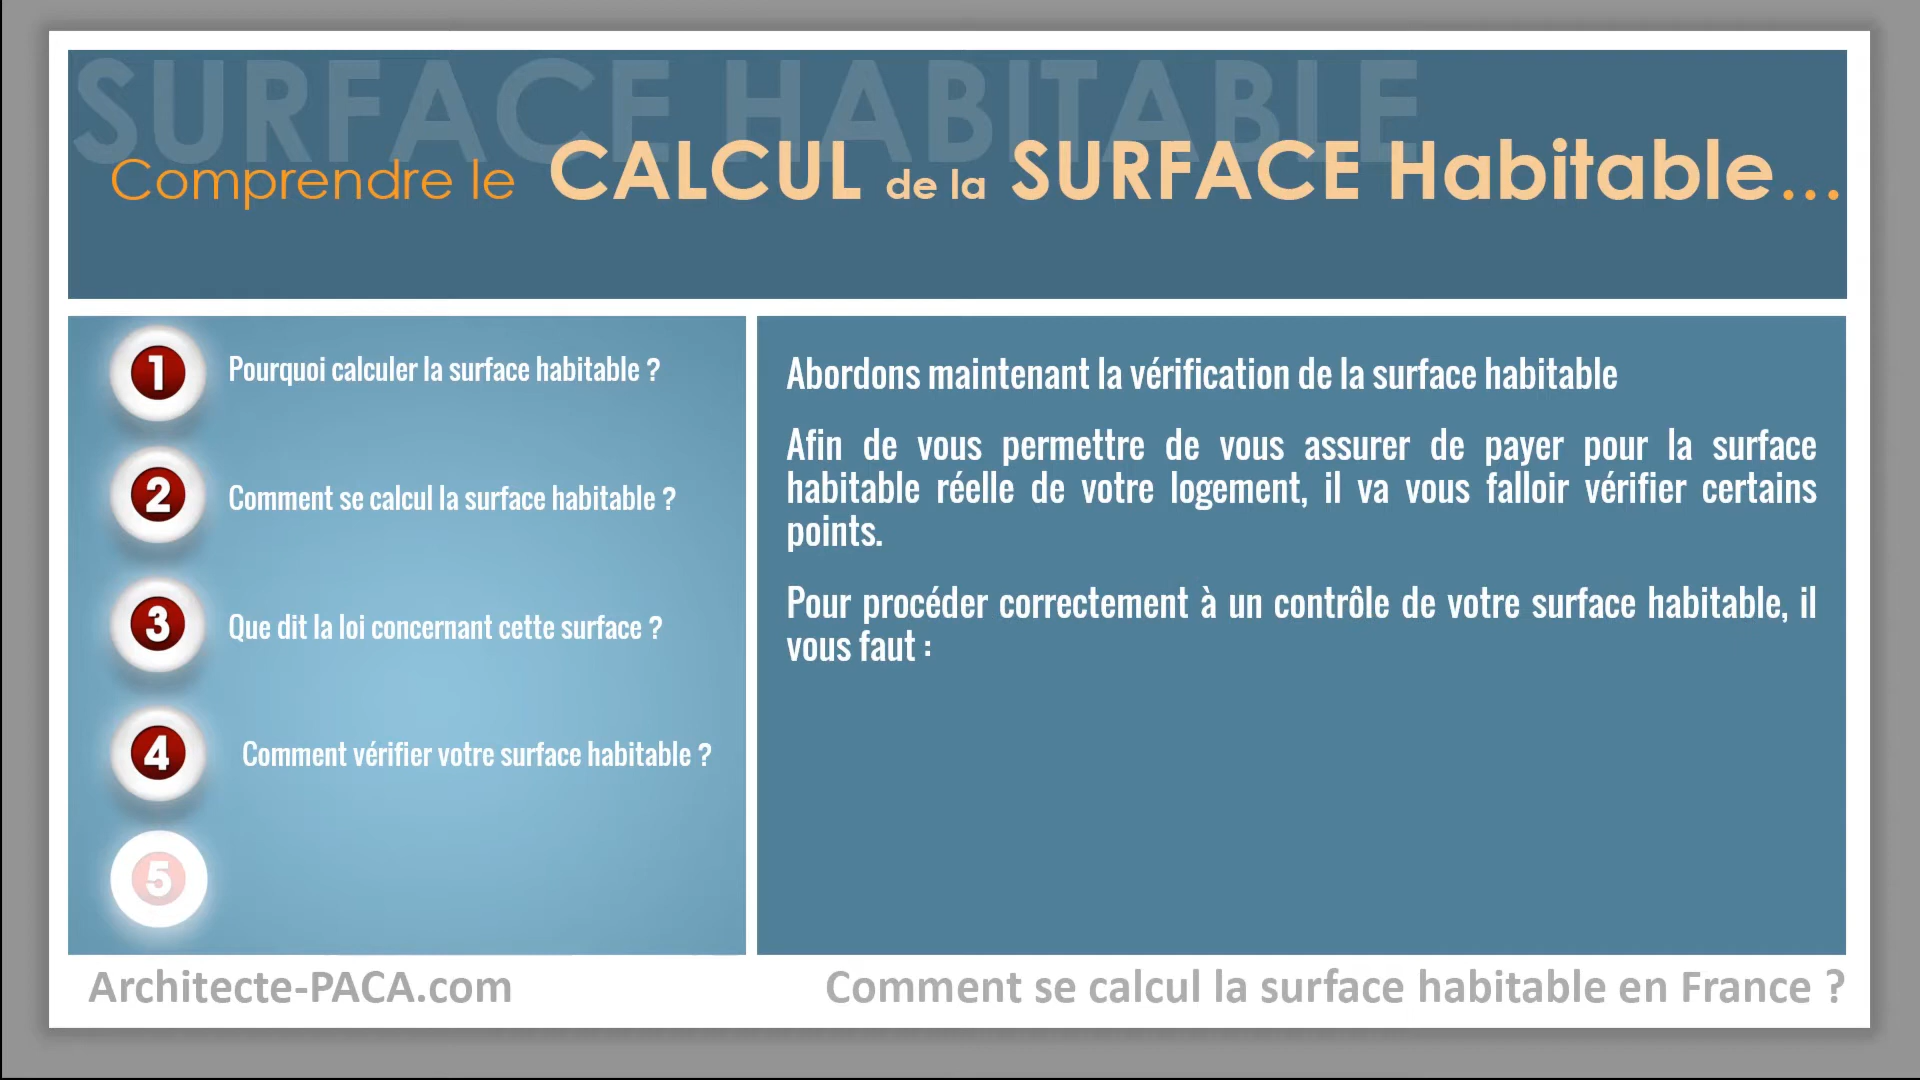 SURFACE HABITABLE
Comprendre le CALCUL de la SURFACE Habitable...
1 Pourquoi calculer la surface habitable ?
2 Comment se calcul la surface habitable ?
3 Que dit la loi concernant cette surface ?
4 Comment vérifier votre surface habitable ?
5
Abordons maintenant la vérification de la surface habitable
Afin de vous permettre de vous assurer de payer pour la surface
habitable réelle de votre logement, il va vous falloir vérifier certains
points.
Pour procéder correctement à un contrôle de votre surface habitable, il
vous faut :
Architecte-PACA.com
Comment se calcul la surface habitable en France ?